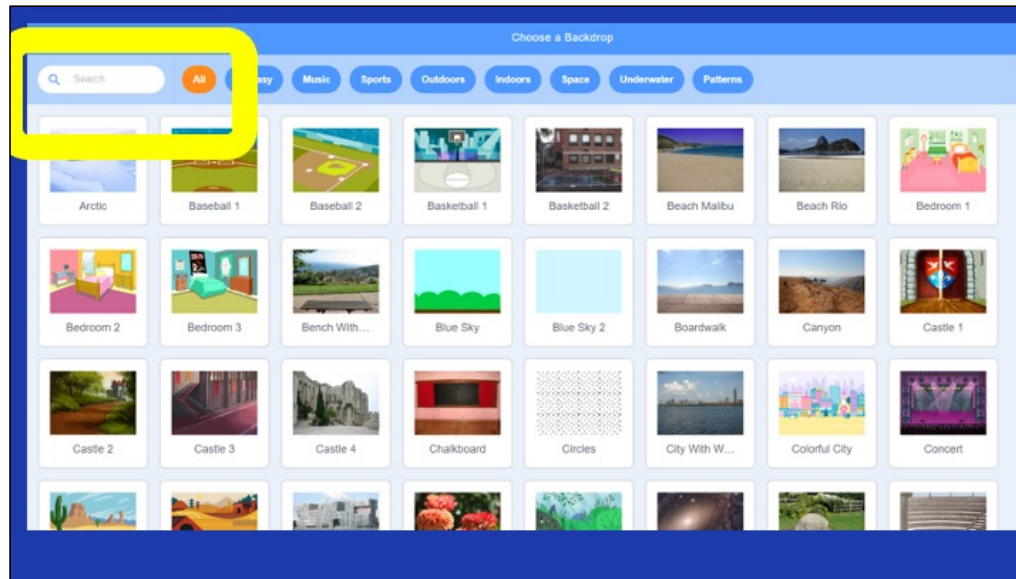 Choose a Backdrop
Search
All
Music
Sports
Outdoors
Indoors
Space
Underwater
Patterns
Arctic
Baseball 1
Baseball 2
Basketball 1
Basketball 2
Beach Malibu
Beach Rio
Bedroom 1
Bedroom 2
Bedroom 3
Bench With...
Blue Sky
Blue Sky 2
Boardwalk
Canyon
Castle 1
Castle 2
Castle 3
Castle 4
Chalkboard
Circles
City With W...
Colorful City
Concert